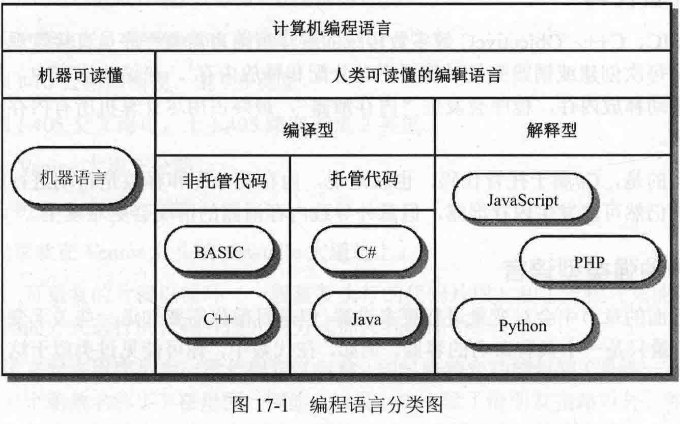 计算机编程语言
机器可读懂
人类可读懂的编辑语言
编译型
解释型
机器语言
非托管代码
托管代码
JavaScript
BASIC
C#
PHP
C++
Java
Python
图 17-1 编程语言分类图